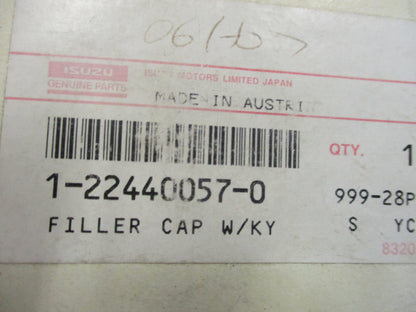 ISUZU
GENUINE PARTS
ISUZU MOTORS LIMITED JAPAN
MADE IN AUSTRI
QTY. 1
1-22440057-0
999-28P
FILLER CAP W/KY S YC
8320